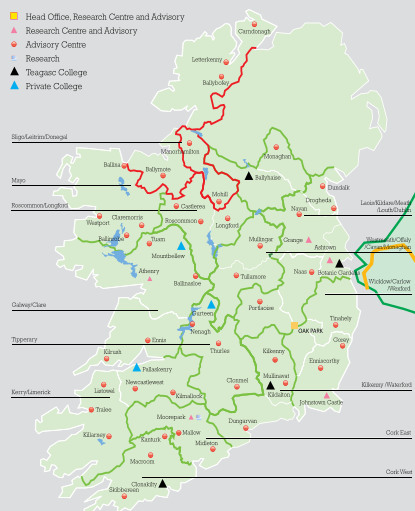 Head Office, Research Centre and Advisory
Research Centre and Advisory
Advisory Centre
Research
Teagasc College
Private College
Carndonagh
Letterkenny
Ballybofey
Sligo/Leitrim/Donegal
Manorhamilton
Monaghan
Ballina
Ballymote
Ballyhaise
Mayo
Mohill
Dundalk
Drogheda
Roscommon/Longford
Castlerea
Westport
Claremorris
Roscommon
Longford
Navan
Louth/Dublin
Ballinrobe
Tuam
Mullingar
Grange
Ashtown
Westmeath/Offaly
/Cavan/Monaghan
Mountbellew
Athenry
Ballinasloe
Tullamore
Naas
Botanic Gardens
Wicklow/Carlow
/Wexford
Galway/Clare
Gurteen
Portlaoise
Nenagh
OAK PARK
Tinahely
Tipperary
Ennis
Thurles
Gorey
Kilrush
Kilkenny
Pallaskenry
Enniscorthy
Newcastlewest
Clonmel
Mullinavat
Kerry/Limerick
Listowel
Kilmallock
Kildalton
Kilkenny /Waterford
Johnstown Castle
Tralee
Moorepark
Dungarvan
Killarney
Kanturk
Mallow
Cork East
Midleton
Macroom
Cork West
Clonakilty
Skibbereen